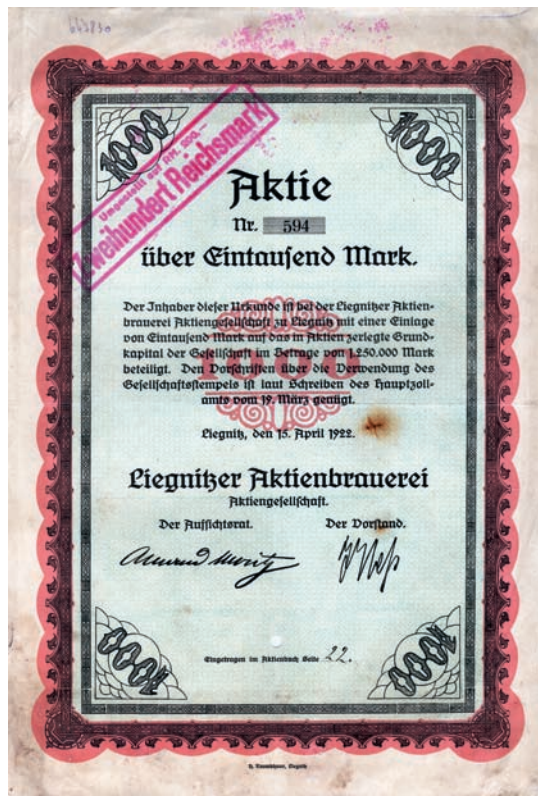 1000
1000
Umgestellt auf RM. 200.—
Zweihundert Reichsmark
Aktie
Nr. 594
über Eintausend Mark.
Der Inhaber dieser Urkunde ist bei der Liegnitzer Aktien-
brauerei Aktiengesellschaft zu Liegnitz mit einer Einlage
von Eintausend Mark auf das in Aktien zerlegte Grund-
kapital der Gesellschaft im Betrage von 1.250.000 Mark
beteiligt. Den Vorschriften über die Verwendung des
Gesellschaftsstempels ist laut Schreiben des Hauptzoll-
amts vom 19. März genügt.
1000
Liegnitz, den 15. April 1922.
Liegnitzer Aktienbrauerei
Aktiengesellschaft.
Der Aufsichtsrat. Der Vorstand.
Eingetragen im Aktienbuch Seite 22.
1000
1000
Liegnitz